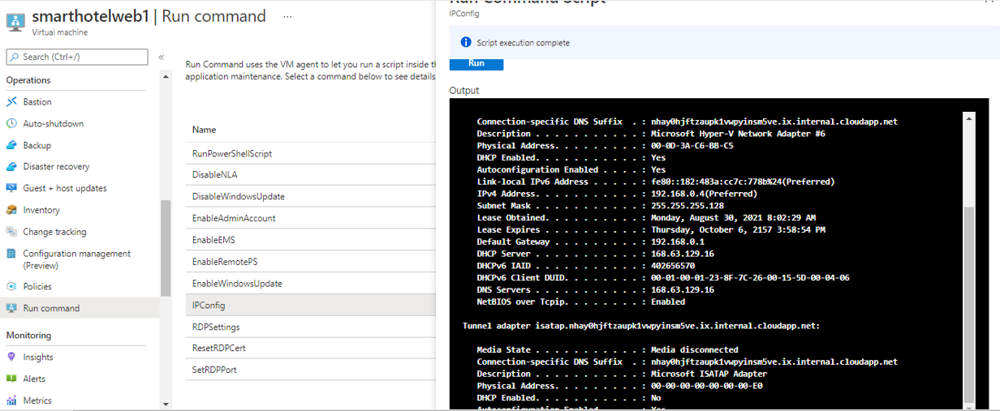 smarthotelweb1 | Run command ...
Virtual machine
Search (Ctrl+/)
«
Operations
Bastion
Auto-shutdown
Backup
Disaster recovery
Guest + host updates
Inventory
Change tracking
Configuration management
(Preview)
Policies
Run command
Monitoring
Insights
Alerts
Metrics
Run Command uses the VM agent to let you run a script inside th
application maintenance. Select a command below to see details
Name
RunPowerShellScript
DisableNLA
DisableWindowsUpdate
EnableAdminAccount
EnableEMS
EnableRemotePS
EnableWindowsUpdate
IPConfig
RDPSettings
ResetRDPCert
SetRDPPort
Run Command Script
IPConfig
Script execution complete
Run
Output
Connection-specific DNS Suffix . : nhay0hjftzaupk1vwpyinsm5ve.ix.internal.cloudapp.net
Description . . . . . . . . . . . : Microsoft Hyper-V Network Adapter #6
Physical Address. . . . . . . . . : 00-0D-3A-C6-BB-C5
DHCP Enabled. . . . . . . . . . . : Yes
Autoconfiguration Enabled . . . . : Yes
Link-local IPv6 Address . . . . . : fe80::182:483a:cc7c:778b%24(Preferred)
IPv4 Address. . . . . . . . . . . : 192.168.0.4(Preferred)
Subnet Mask . . . . . . . . . . . : 255.255.255.128
Lease Obtained. . . . . . . . . . : Monday, August 30, 2021 8:02:29 AM
Lease Expires . . . . . . . . . . : Thursday, October 6, 2157 3:58:54 PM
Default Gateway . . . . . . . . . : 192.168.0.1
DHCP Server . . . . . . . . . . . : 168.63.129.16
DHCPv6 IAID . . . . . . . . . . . : 402656570
DHCPv6 Client DUID. . . . . . . . : 00-01-00-01-23-8F-7C-26-00-15-5D-00-04-06
DNS Servers . . . . . . . . . . . : 168.63.129.16
NetBIOS over Tcpip. . . . . . . . : Enabled
Tunnel adapter isatap.nhay0hjftzaupk1vwpyinsm5ve.ix.internal.cloudapp.net:
Media State . . . . . . . . . . . : Media disconnected
Connection-specific DNS Suffix . : nhay0hjftzaupk1vwpyinsm5ve.ix.internal.cloudapp.net
Description . . . . . . . . . . . : Microsoft ISATAP Adapter
Physical Address. . . . . . . . . : 00-00-00-00-00-00-00-E0
DHCP Enabled. . . . . . . . . . . : No
Autoconfiguration Enabled . . . . : Yes